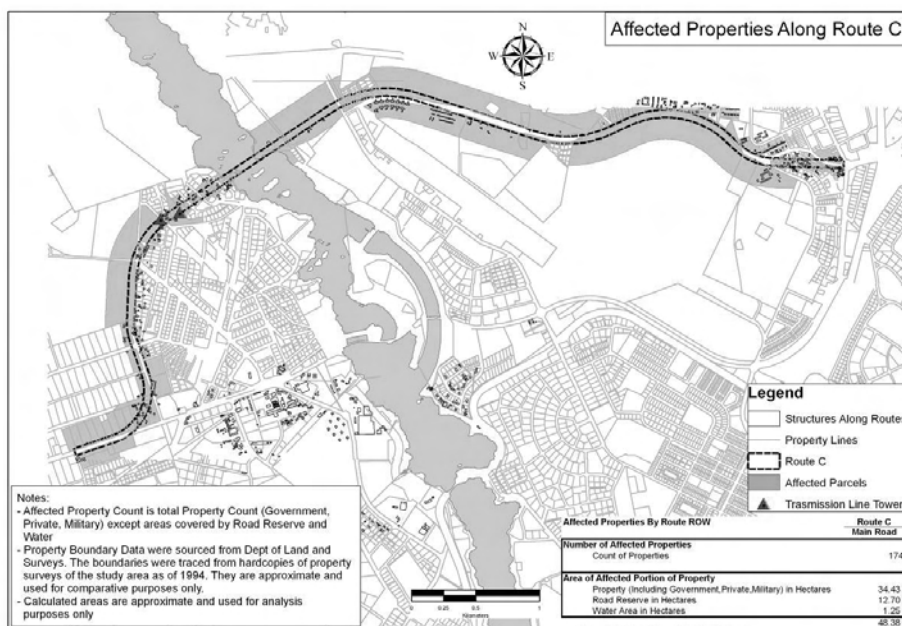 Affected Properties Along Route C
N
W E
S
Legend
Structures Along Routes
Property Lines
Route C
Affected Parcels
Trasmission Line Tower
Notes:
- Affected Property Count is total Property Count (Government,
Private, Military) except areas covered by Road Reserve and
Water
- Property Boundary Data were sourced from Dept of Land and
Surveys. The boundaries were traced from hardcopies of property
surveys of the study area as of 1994. They are approximate and
used for comparative purposes only.
- Calculated areas are approximate and used for analysis
purposes only
0 0.25 0.5 1
Kilometers
Affected Properties By Route ROW Route C
Main Road
Number of Affected Properties
Count of Properties 174
Area of Affected Portion of Property
Property (Including Government,Private,Military) in Hectares 34.43
Road Reserve in Hectares 12.70
Water Area in Hectares 1.25
48.38